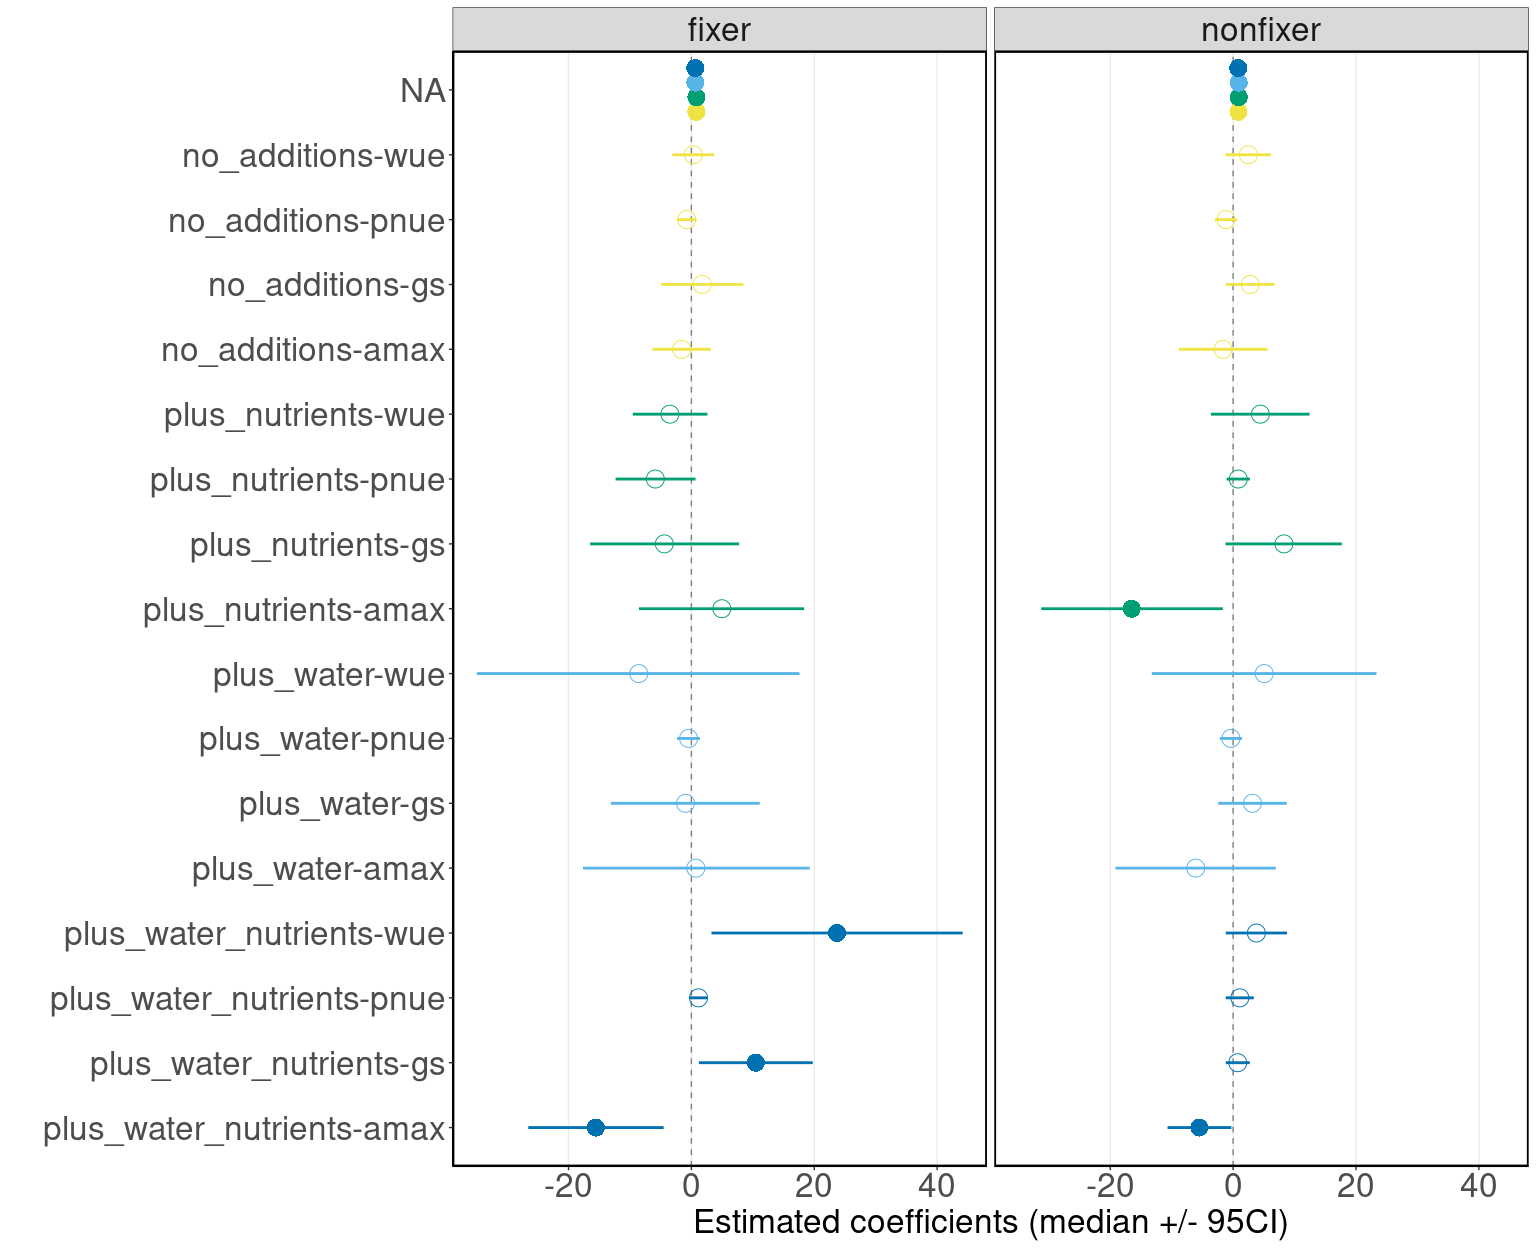 fixer nonfixer
NA
no_additions-wue
no_additions-pnue
no_additions-gs
no_additions-amax
plus_nutrients-wue
plus_nutrients-pnue
plus_nutrients-gs
plus_nutrients-amax
plus_water-wue
plus_water-pnue
plus_water-gs
plus_water-amax
plus_water_nutrients-wue
plus_water_nutrients-pnue
plus_water_nutrients-gs
plus_water_nutrients-amax
-20 0 20 40 -20 0 20 40
Estimated coefficients (median +/- 95CI)